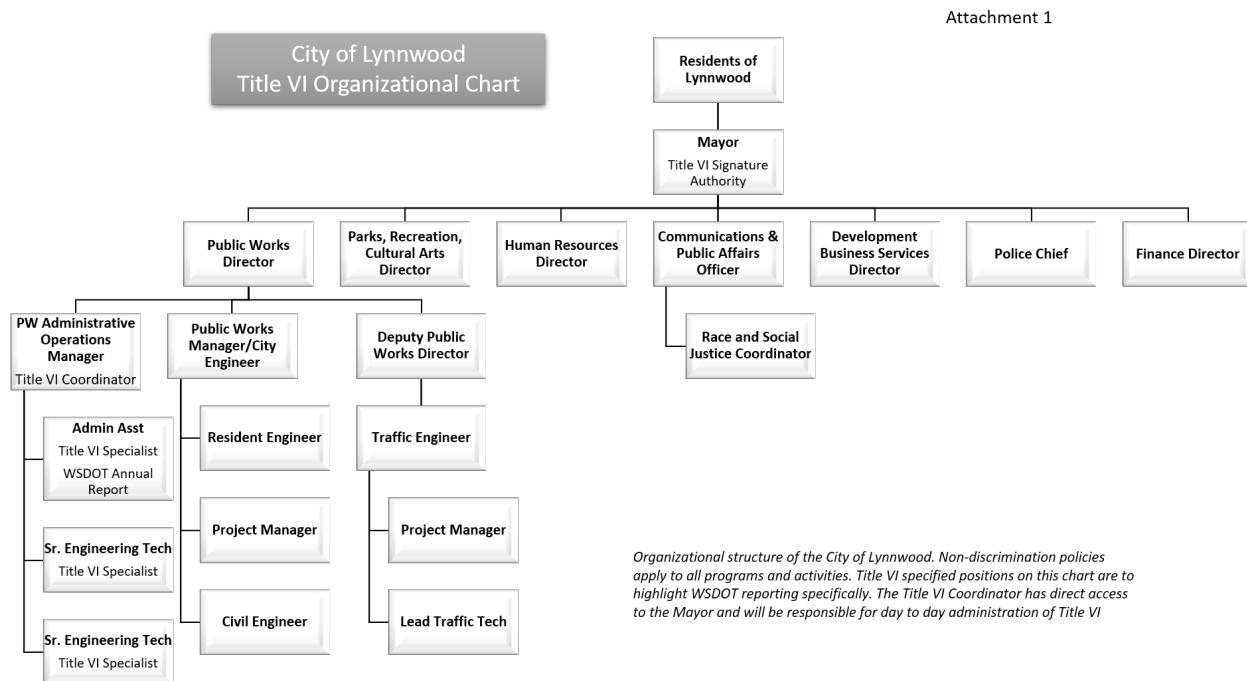 Attachment 1
City of Lynnwood
Title VI Organizational Chart
Residents of
Lynnwood
Mayor
Title VI Signature
Authority
Public Works
Director
Parks, Recreation,
Cultural Arts
Director
Human Resources
Director
Communications &
Public Affairs
Officer
Development
Business Services
Director
Police Chief
Finance Director
PW Administrative
Operations
Manager
Title VI Coordinator
Public Works
Manager/City
Engineer
Deputy Public
Works Director
Race and Social
Justice Coordinator
Admin Asst
Title VI Specialist
WSDOT Annual
Report
Resident Engineer
Traffic Engineer
Sr. Engineering Tech
Title VI Specialist
Project Manager
Project Manager
Sr. Engineering Tech
Title VI Specialist
Civil Engineer
Lead Traffic Tech
Organizational structure of the City of Lynnwood. Non-discrimination policies
apply to all programs and activities. Title VI specified positions on this chart are to
highlight WSDOT reporting specifically. The Title VI Coordinator has direct access
to the Mayor and will be responsible for day to day administration of Title VI